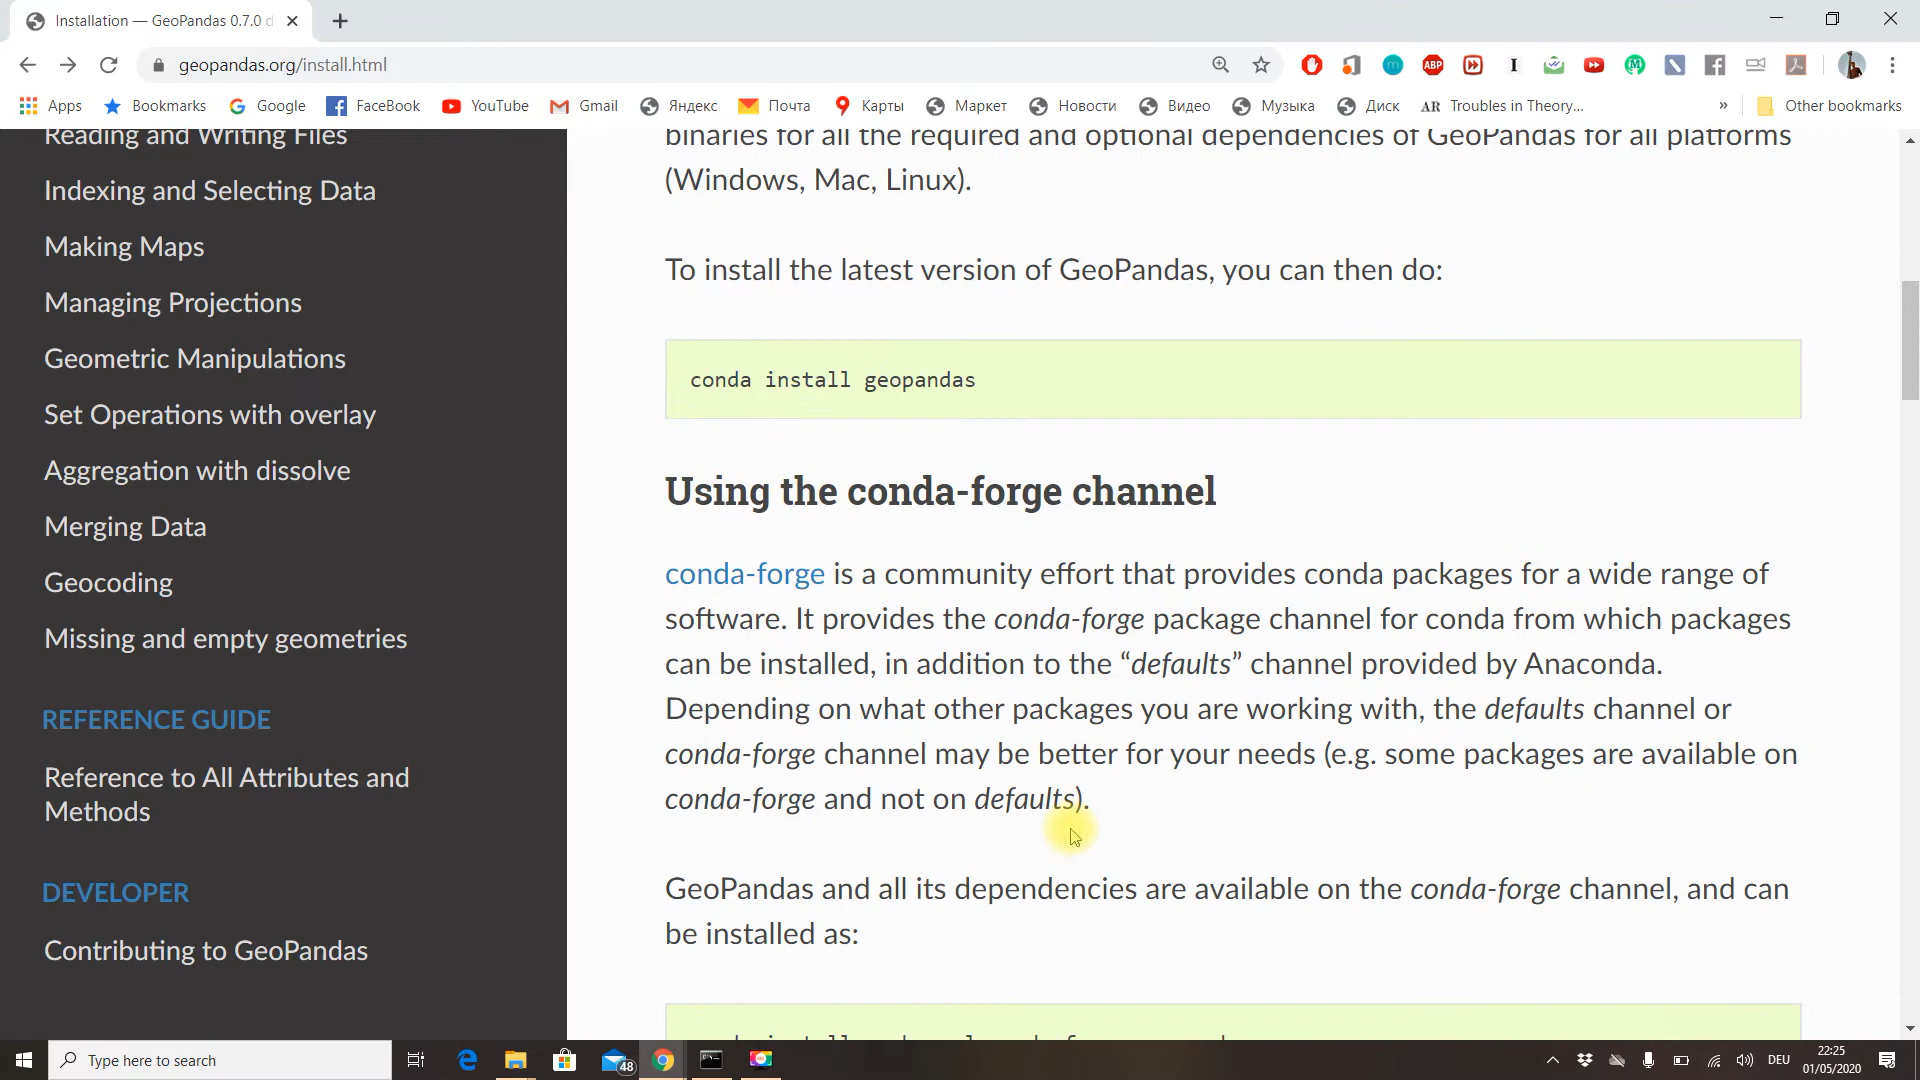 Installation — GeoPandas 0.7.0 d
geopandas.org/install.html
ABP
Apps
Bookmarks
Google
FaceBook
YouTube
Gmail
Яндекс
Почта
Карты
Маркет
Новости
Видео
Музыка
Диск
AR Troubles in Theory...
»
Other bookmarks
Reading and Writing Files
Indexing and Selecting Data
Making Maps
Managing Projections
Geometric Manipulations
Set Operations with overlay
Aggregation with dissolve
Merging Data
Geocoding
Missing and empty geometries
REFERENCE GUIDE
Reference to All Attributes and
Methods
DEVELOPER
Contributing to GeoPandas
binaries for all the required and optional dependencies of GeoPandas for all platforms
(Windows, Mac, Linux).
To install the latest version of GeoPandas, you can then do:
conda install geopandas
Using the conda-forge channel
conda-forge is a community effort that provides conda packages for a wide range of
software. It provides the conda-forge package channel for conda from which packages
can be installed, in addition to the “defaults” channel provided by Anaconda.
Depending on what other packages you are working with, the defaults channel or
conda-forge channel may be better for your needs (e.g. some packages are available on
conda-forge and not on defaults).
GeoPandas and all its dependencies are available on the conda-forge channel, and can
be installed as:
Type here to search
48
DEU
22:25
01/05/2020